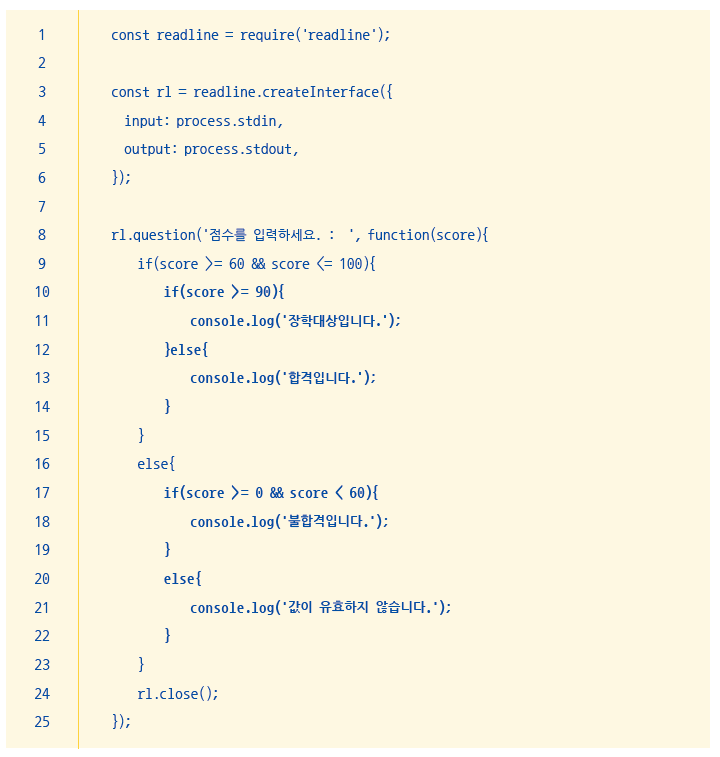 1 const readline = require('readline');
2
3 const rl = readline.createInterface({
4 input: process.stdin,
5 output: process.stdout,
6 });
7
8 rl.question('점수를 입력하세요. :  ', function(score){
9 if(score >= 60 && score <= 100){
10 if(score >= 90){
11 console.log('장학대상입니다.');
12 }else{
13 console.log('합격입니다.');
14 }
15 }
16 else{
17 if(score >= 0 && score < 60){
18 console.log('불합격입니다.');
19 }
20 else{
21 console.log('값이 유효하지 않습니다.');
22 }
23 }
24 rl.close();
25 });